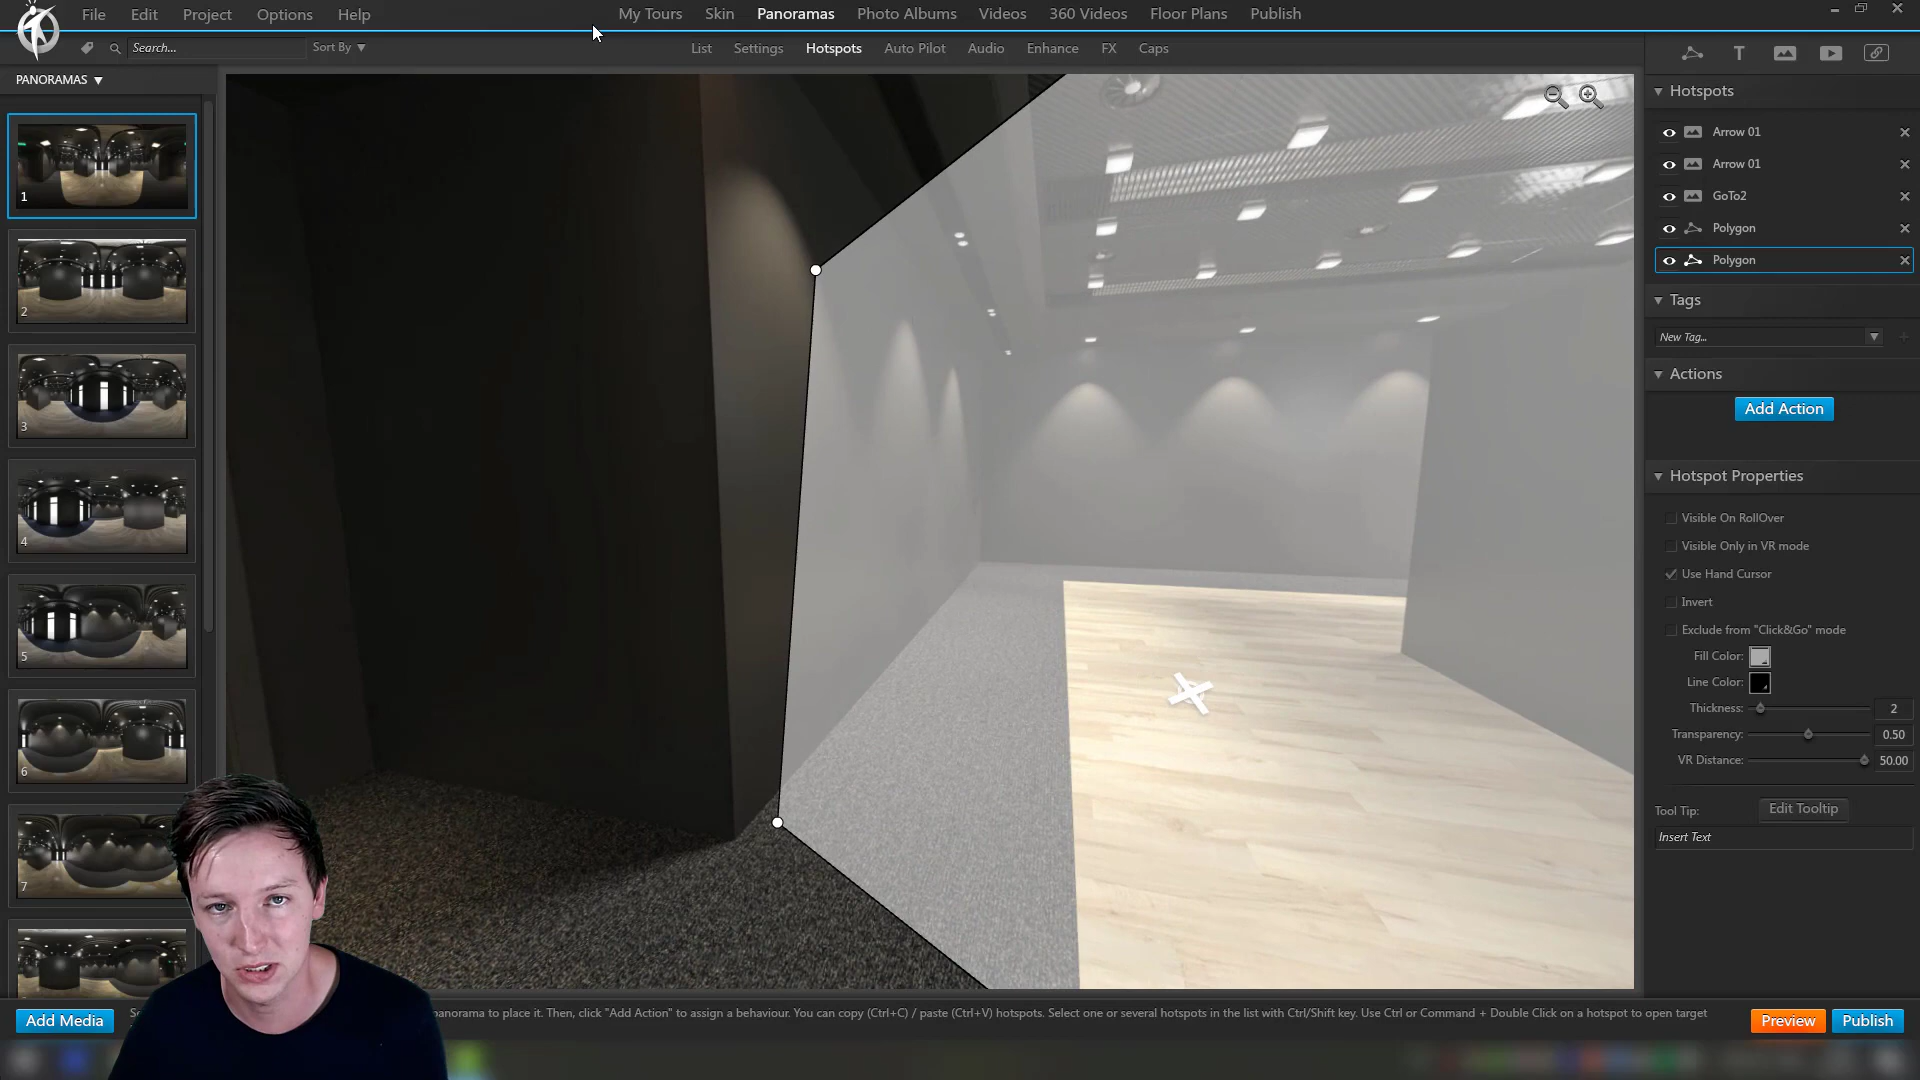 File Edit Project Options Help
My Tours Skin Panoramas Photo Albums Videos 360 Videos Floor Plans Publish
Search... Sort By
List Settings Hotspots Auto Pilot Audio Enhance FX Caps
T
PANORAMAS
1
2
3
4
5
6
7
Hotspots
Arrow 01
Arrow 01
GoTo2
Polygon
Polygon
Tags
New Tag...
Actions
Add Action
Hotspot Properties
Visible On RollOver
Visible Only in VR mode
Use Hand Cursor
Invert
Exclude from "Click&Go" mode
Fill Color:
Line Color:
Thickness: 2
Transparency: 0.50
VR Distance: 50.00
Tool Tip: Edit Tooltip
Insert Text
Add Media
panorama to place it. Then, click "Add Action" to assign a behaviour. You can copy (Ctrl+C) / paste (Ctrl+V) hotspots. Select one or several hotspots in the list with Ctrl/Shift key. Use Ctrl or Command + Double Click on a hotspot to open target
Preview Publish